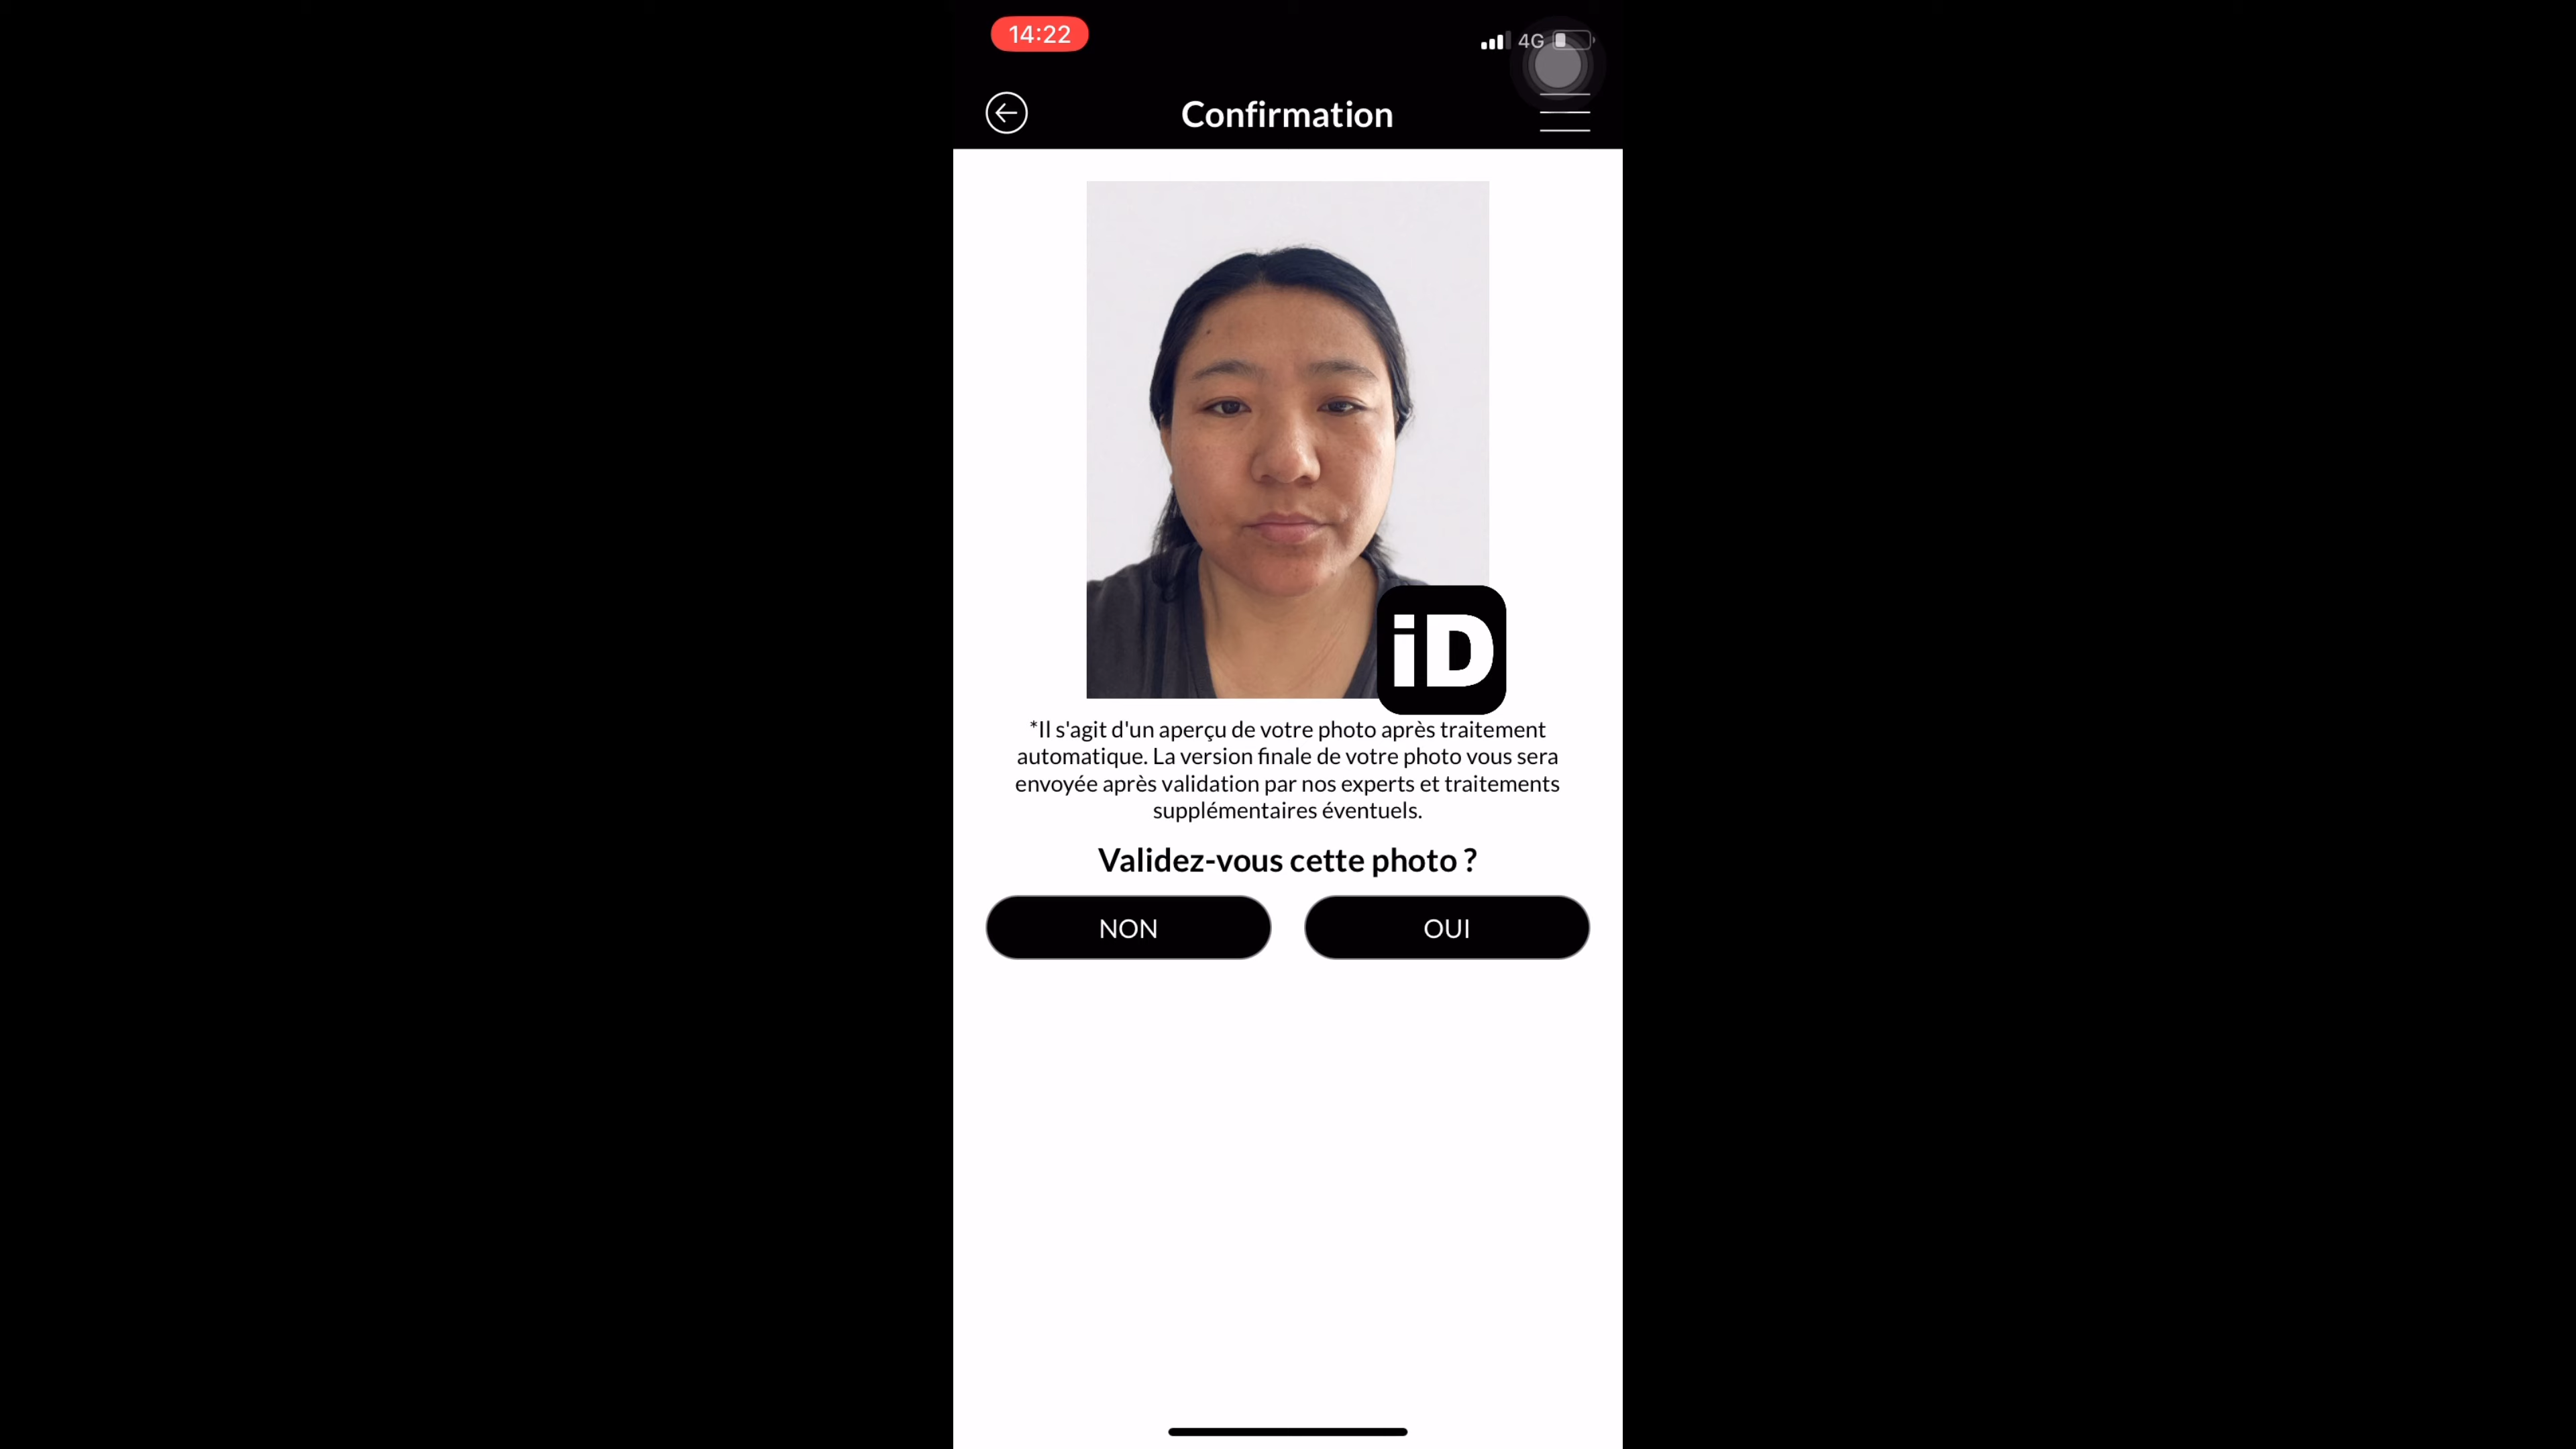 14:22
4G
Confirmation
iD
*Il s'agit d'un aperçu de votre photo après traitement
automatique. La version finale de votre photo vous sera
envoyée après validation par nos experts et traitements
supplémentaires éventuels.
Validez-vous cette photo ?
NON OUI